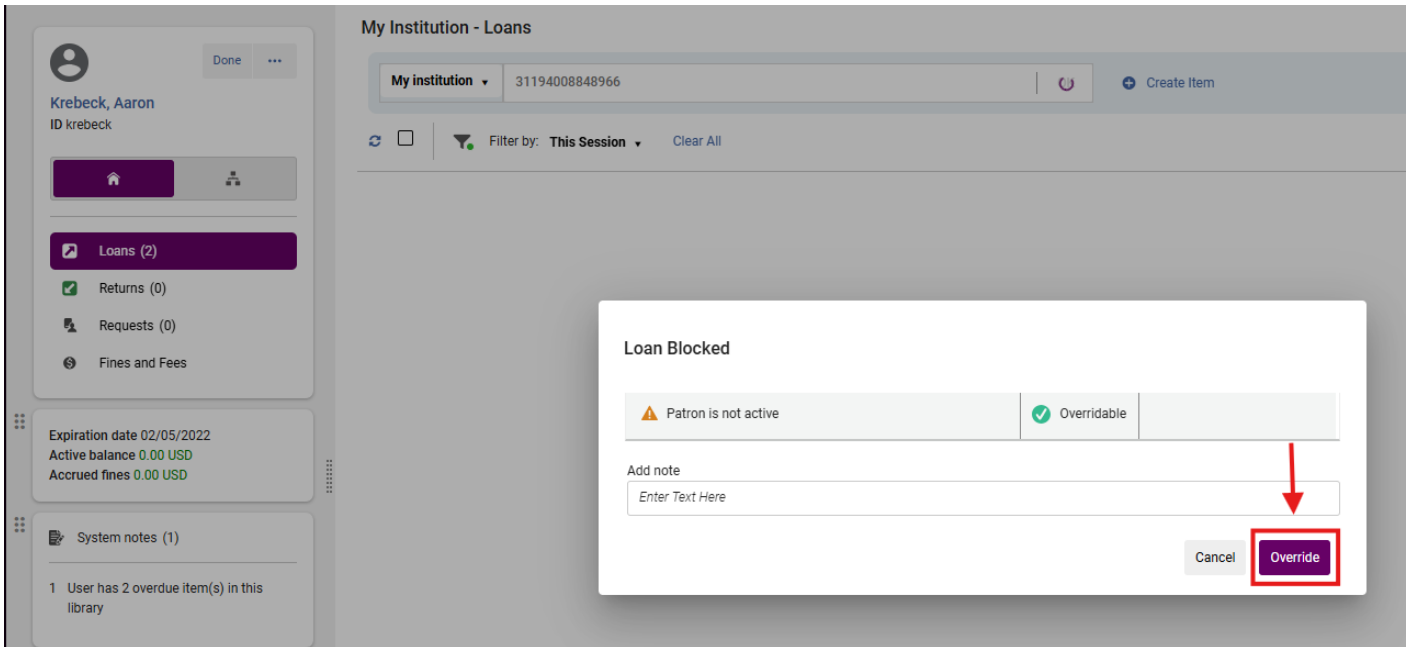 My Institution - Loans
Done
Krebeck, Aaron
ID krebeck
My institution
31194008848966
Create Item
Filter by: This Session
Clear All
Loans (2)
Returns (0)
Requests (0)
Fines and Fees
Expiration date 02/05/2022
Active balance 0.00 USD
Accrued fines 0.00 USD
System notes (1)
1 User has 2 overdue item(s) in this
library
Loan Blocked
Patron is not active
Overridable
Add note
Enter Text Here
Cancel
Override